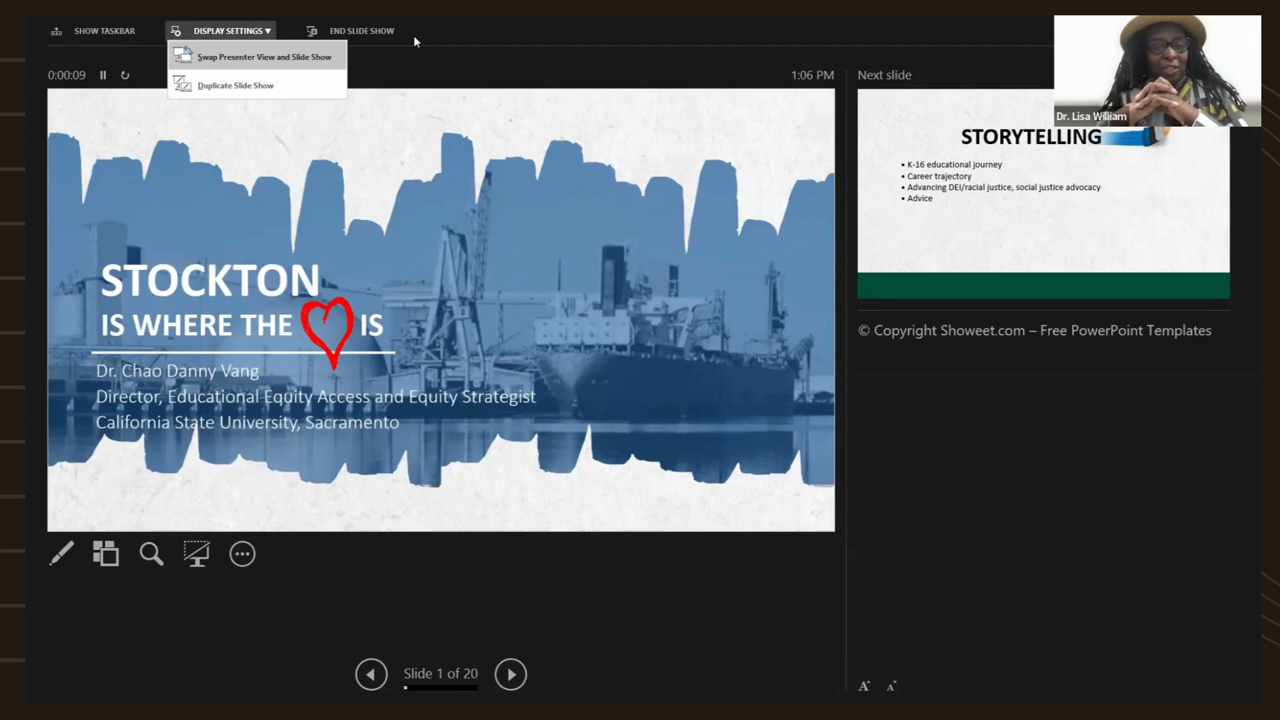 SHOW TASKBAR
DISPLAY SETTINGS ▼
END SLIDE SHOW
Swap Presenter View and Slide Show
Duplicate Slide Show
0:00:09
1:06 PM
Next slide
Dr. Lisa William
STOCKTON
IS WHERE THE IS
Dr. Chao Danny Vang
Director, Educational Equity Access and Equity Strategist
California State University, Sacramento
STORYTELLING
• K-16 educational journey
• Career trajectory
• Advancing DEI/racial justice, social justice advocacy
• Advice
© Copyright Showeet.com – Free PowerPoint Templates
Slide 1 of 20
A A